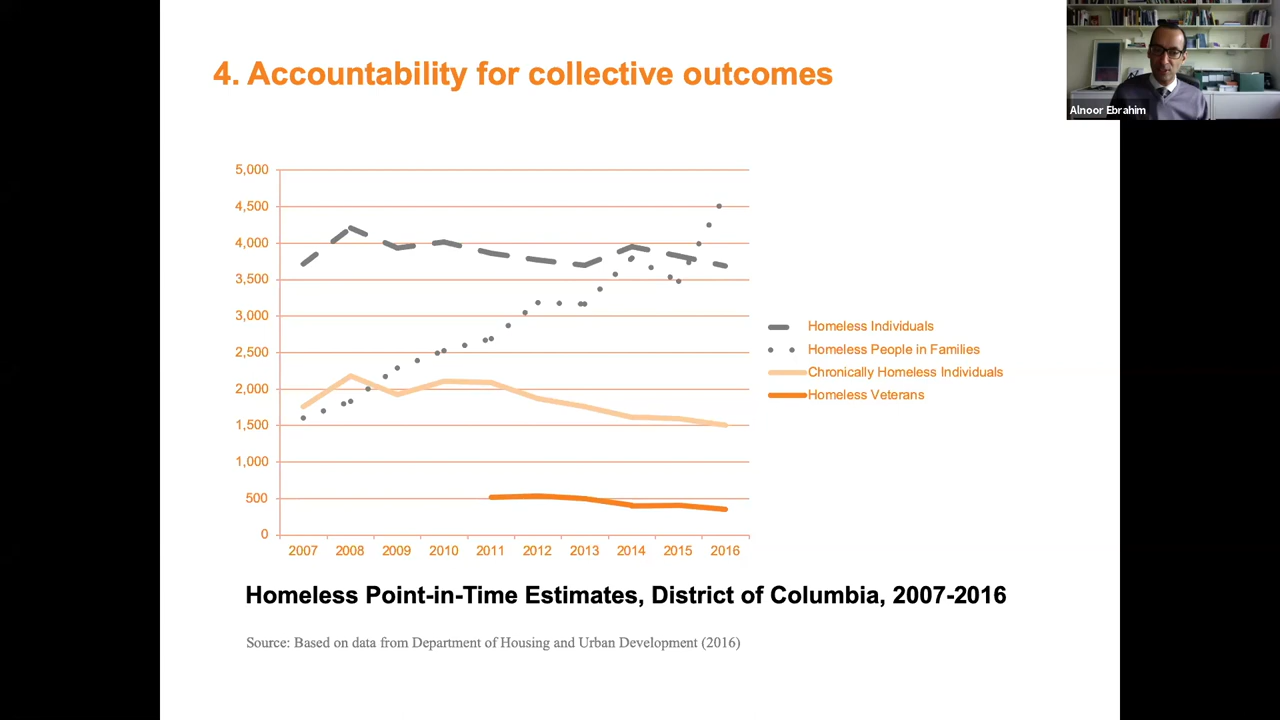 4. Accountability for collective outcomes
Alnoor Ebrahim
5,000
4,500
4,000
3,500
3,000
2,500
2,000
1,500
1,000
500
0
2007 2008 2009 2010 2011 2012 2013 2014 2015 2016
Homeless Individuals
Homeless People in Families
Chronically Homeless Individuals
Homeless Veterans
Homeless Point-in-Time Estimates, District of Columbia, 2007-2016
Source: Based on data from Department of Housing and Urban Development (2016)